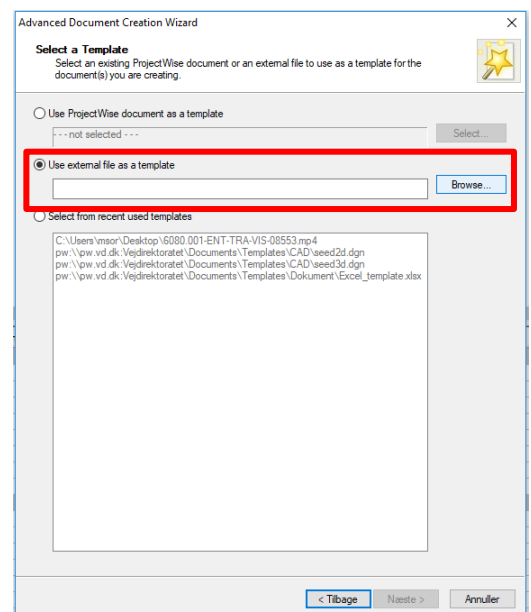 Advanced Document Creation Wizard
Select a Template
Select an existing ProjectWise document or an external file to use as a template for the
document(s) you are creating.
Use ProjectWise document as a template
- - - not selected - - -
Select...
Use external file as a template
Browse...
Select from recent used templates
C:\Users\msor\Desktop\6080.001-ENT-TRA-VIS-08553.mp4
pw:\\pw.vd.dk:Vejdirektoratet\Documents\Templates\CAD\seed2d.dgn
pw:\\pw.vd.dk:Vejdirektoratet\Documents\Templates\CAD\seed3d.dgn
pw:\\pw.vd.dk:Vejdirektoratet\Documents\Templates\Dokument\Excel_template.xlsx
< Tilbage
Næste >
Annuller